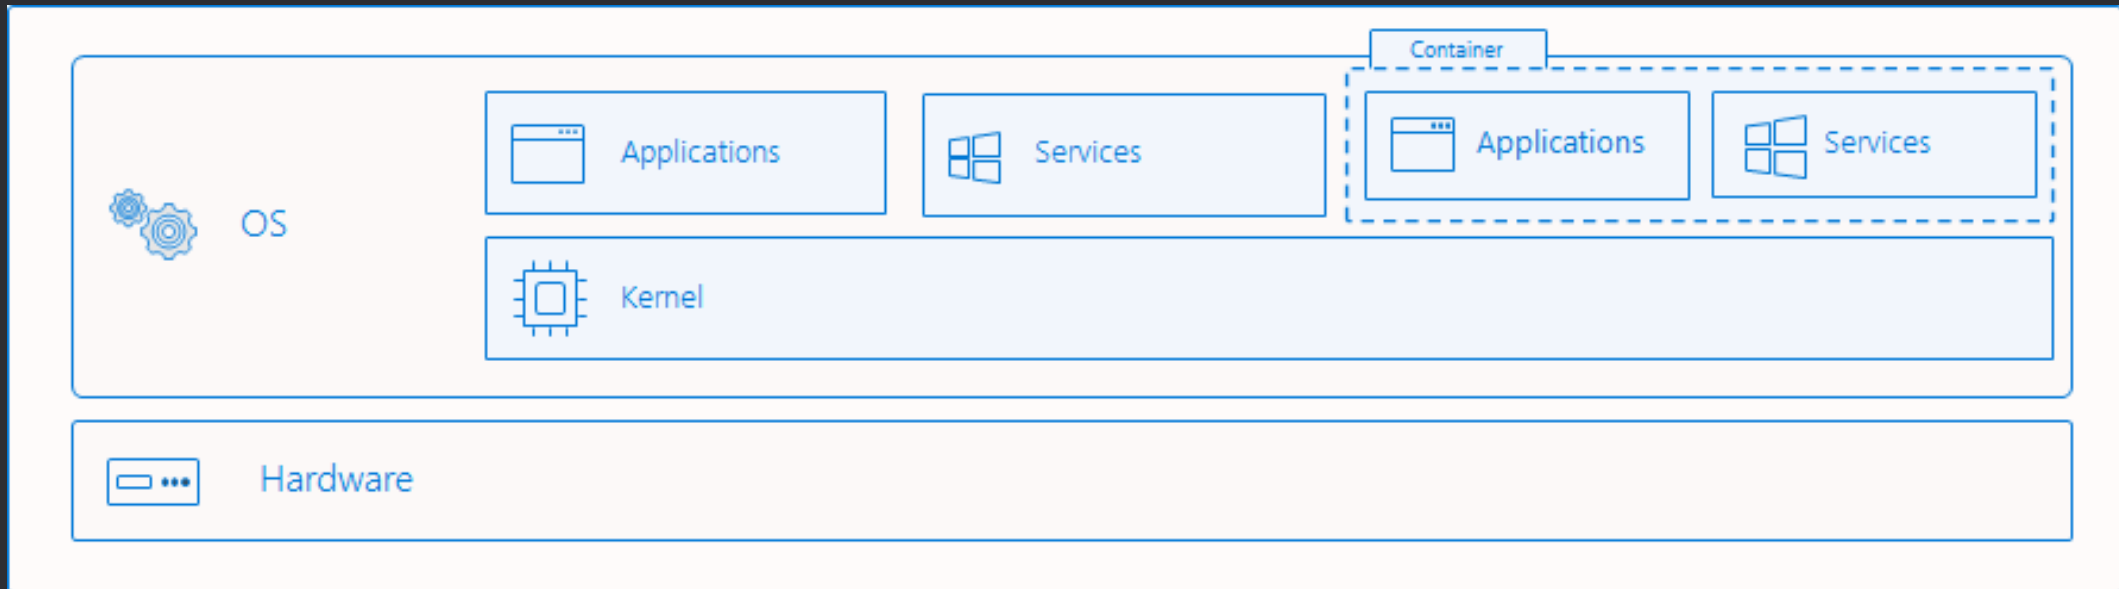 Container
Applications
Services
Applications
Services
OS
Kernel
Hardware